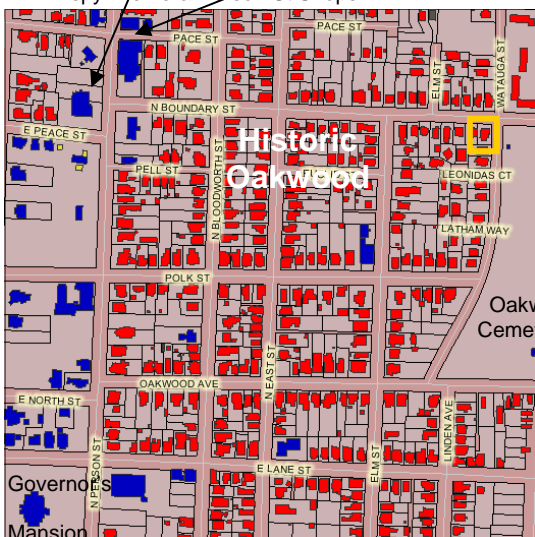 PACE ST
PACE ST
N BOUNDARY ST
E PEACE ST
ELM ST
WATAUGA ST
Historic
Oakwood
PELL ST
N BLOODWORTH ST
LEONIDAS CT
LATHAM WAY
POLK ST
Oakw
Cemet
OAKWOOD AVE
N EAST ST
E NORTH ST
LINDEN AVE
ELM ST
E LANE ST
N PERSON ST
Governor's
Mansion